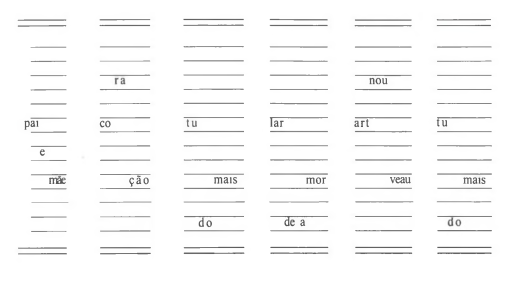 ra nou
pai co tu lar art tu
e
mãe ção mais mor veau mais
do de a do